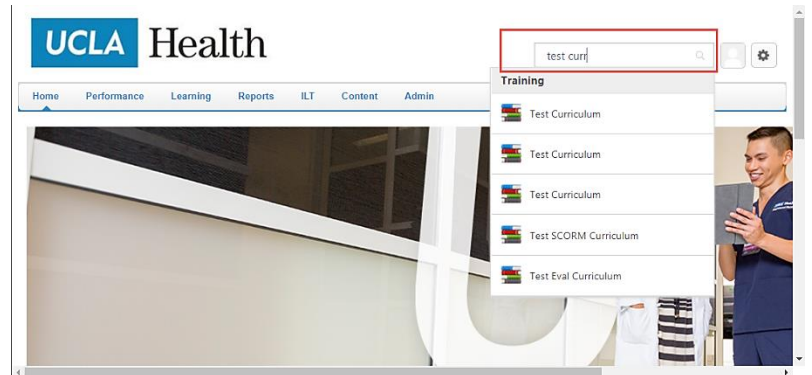 UCLA Health
test curr
Home Performance Learning Reports ILT Content Admin
Training
Test Curriculum
Test Curriculum
Test Curriculum
Test SCORM Curriculum
Test Eval Curriculum